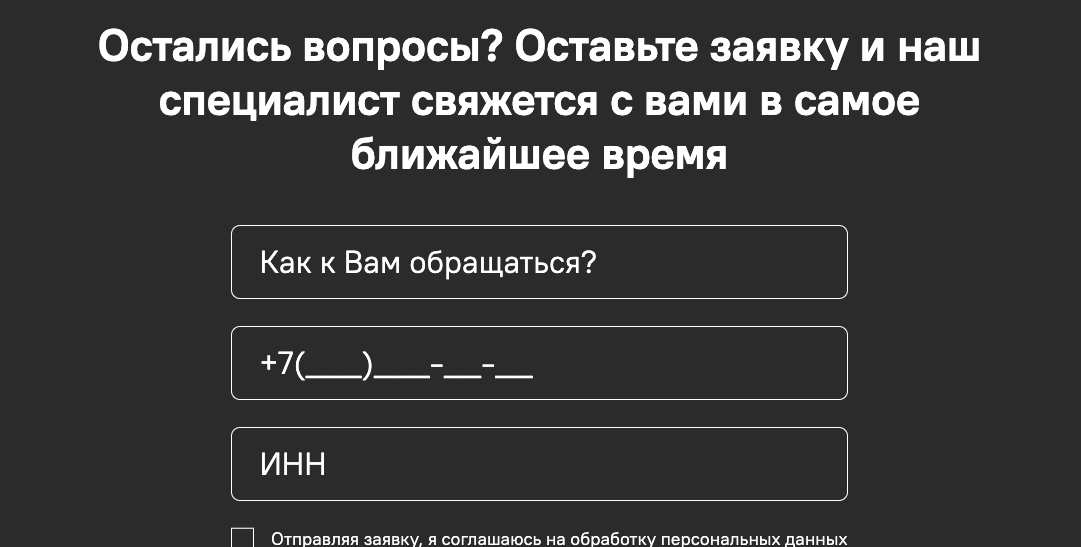 Остались вопросы? Оставьте заявку и наш
специалист свяжется с вами в самое
ближайшее время
Как к Вам обращаться?
+7(___)___-__-__
ИНН
Отправляя заявку, я соглашаюсь на обработку персональных данных